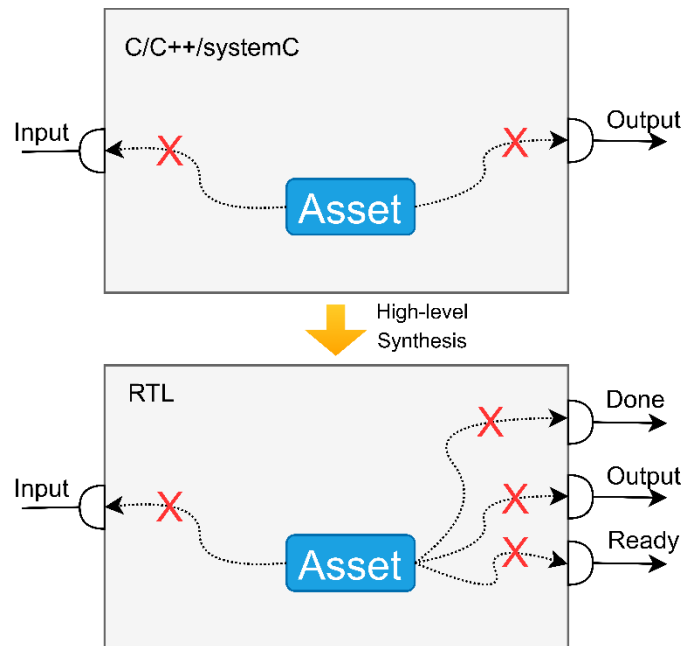 C/C++/systemC
Input
Output
X
X
Asset
High-level
Synthesis
RTL
Done
X
Input
Output
X
X
Ready
X
Asset